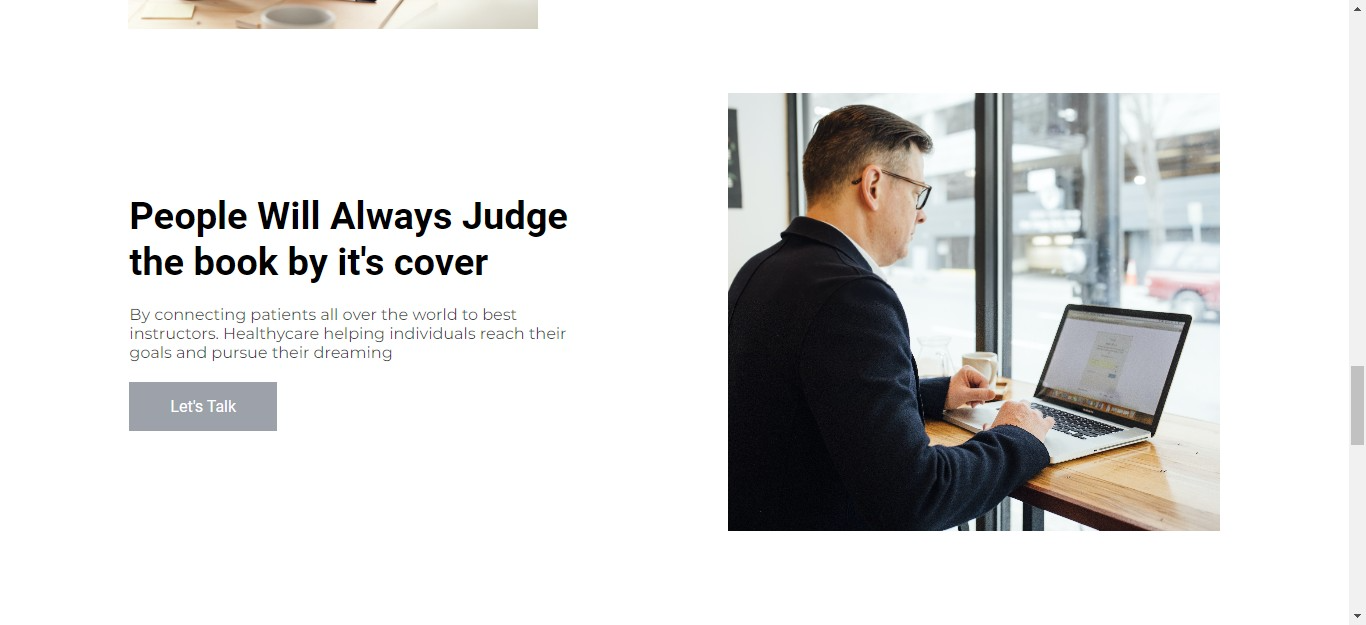 People Will Always Judge
the book by it's cover
By connecting patients all over the world to best
instructors. Healthycare helping individuals reach their
goals and pursue their dreaming
Let's Talk